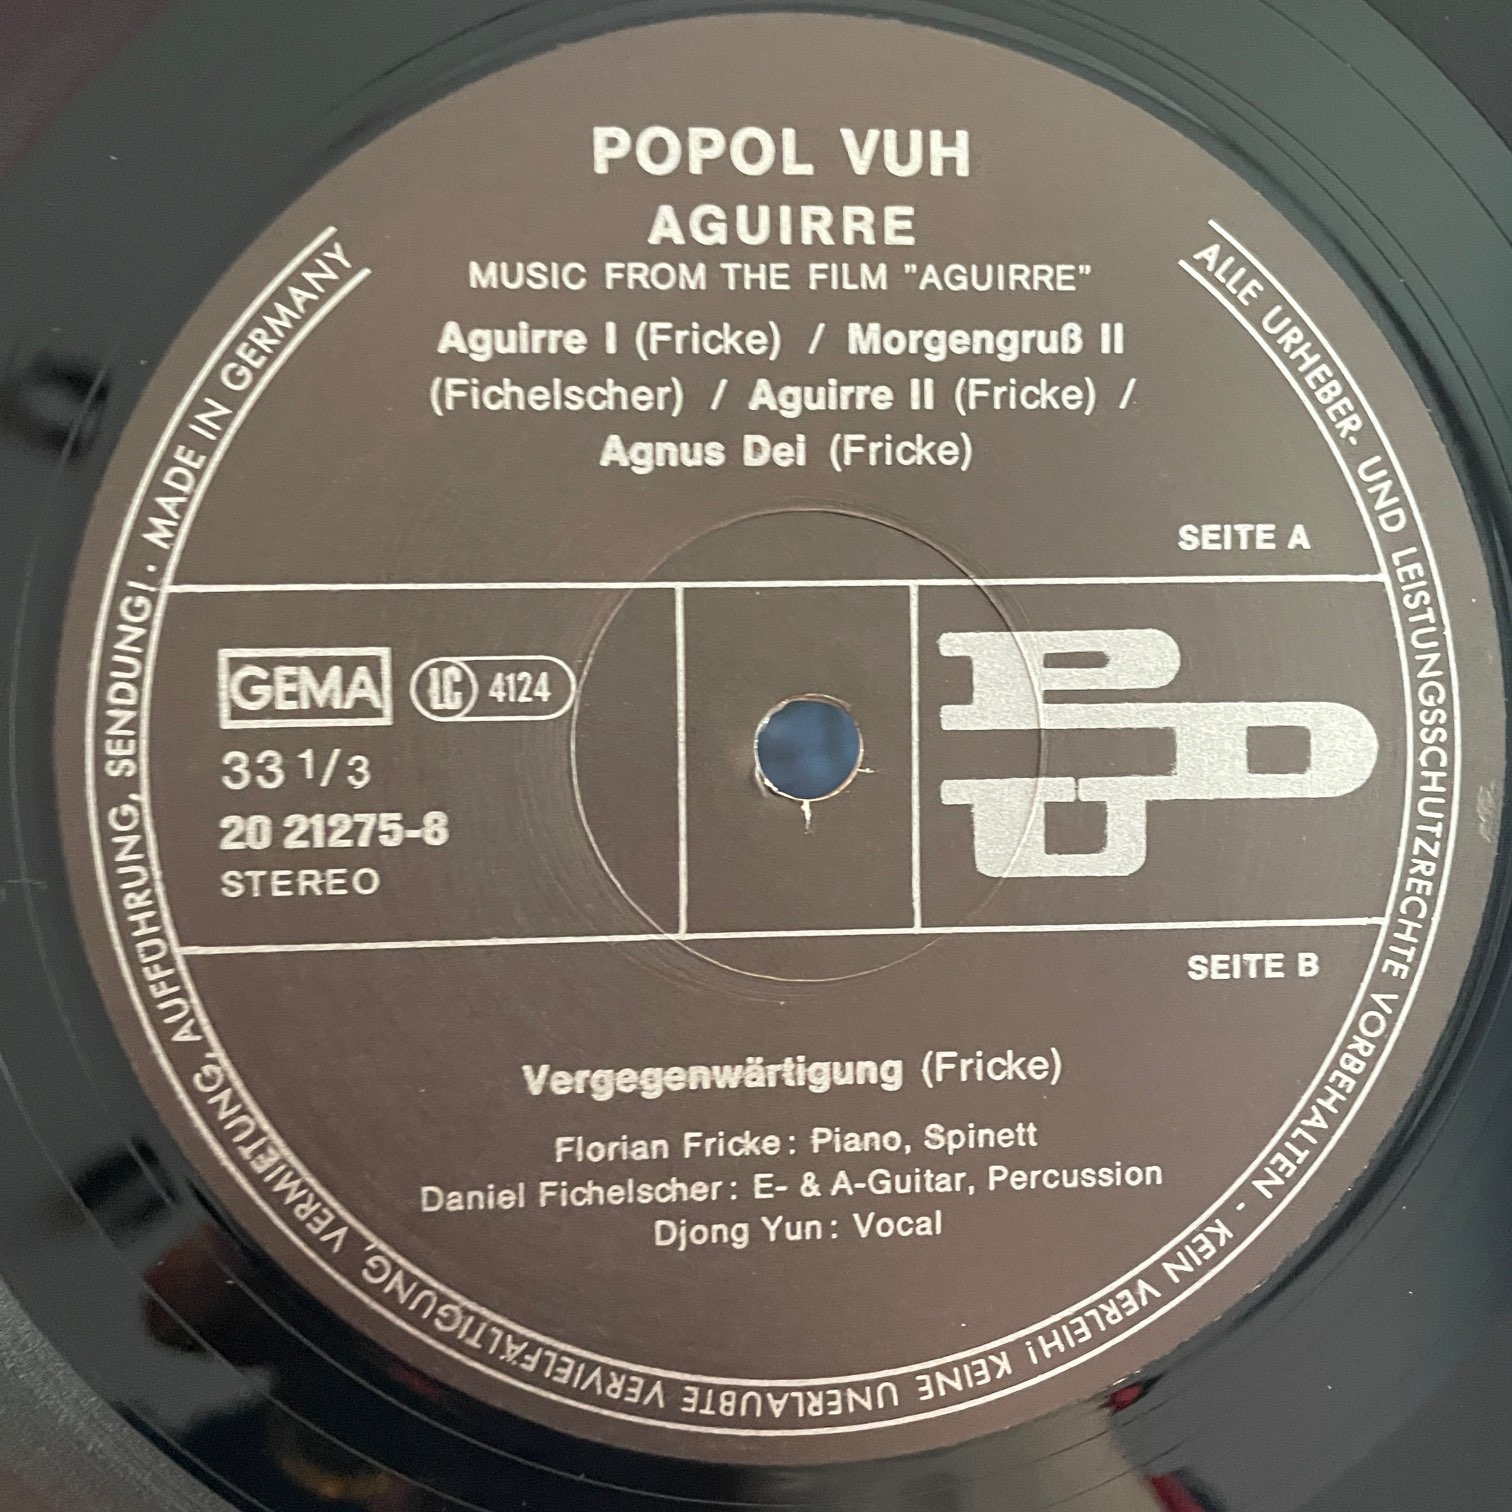 POPOL VUH
AGUIRRE
MUSIC FROM THE FILM "AGUIRRE"
Aguirre I (Fricke) / Morgengruß II
(Fichelscher) / Aguirre II (Fricke) /
Agnus Dei (Fricke)
SEITE A
GEMA LC 4124
33 1/3
20 21275-8
STEREO
PDU
SEITE B
Vergegenwärtigung (Fricke)
Florian Fricke: Piano, Spinett
Daniel Fichelscher: E- & A-Guitar, Percussion
Djong Yun: Vocal
ALLE URHEBER- UND LEISTUNGSSCHUTZRECHTE VORBEHALTEN - KEIN VERLEIH! KEINE UNERLAUBTE VERVIELFÄLTIGUNG, VERMIETUNG, AUFFÜHRUNG, SENDUNG! · MADE IN GERMANY